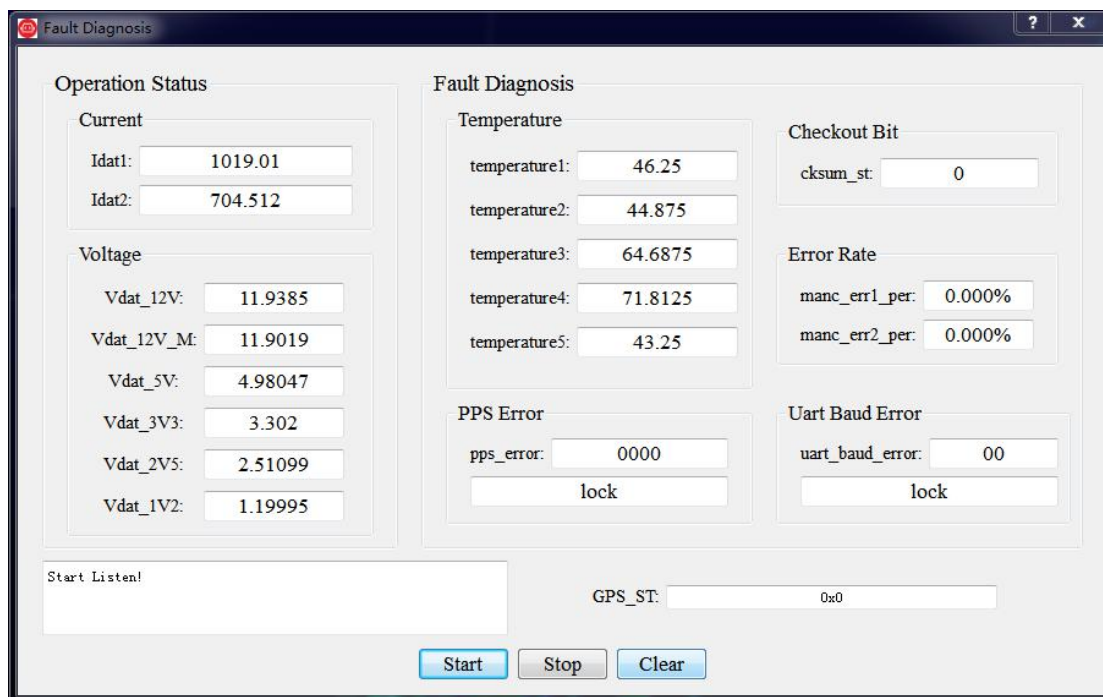 Fault Diagnosis
? X
Operation Status
Current
Idat1: 1019.01
Idat2: 704.512
Voltage
Vdat_12V: 11.9385
Vdat_12V_M: 11.9019
Vdat_5V: 4.98047
Vdat_3V3: 3.302
Vdat_2V5: 2.51099
Vdat_1V2: 1.19995
Fault Diagnosis
Temperature
temperature1: 46.25
temperature2: 44.875
temperature3: 64.6875
temperature4: 71.8125
temperature5: 43.25
Checkout Bit
cksum_st: 0
Error Rate
manc_err1_per: 0.000%
manc_err2_per: 0.000%
PPS Error
pps_error: 0000
lock
Uart Baud Error
uart_baud_error: 00
lock
Start Listen!
GPS_ST: 0x0
Start Stop Clear